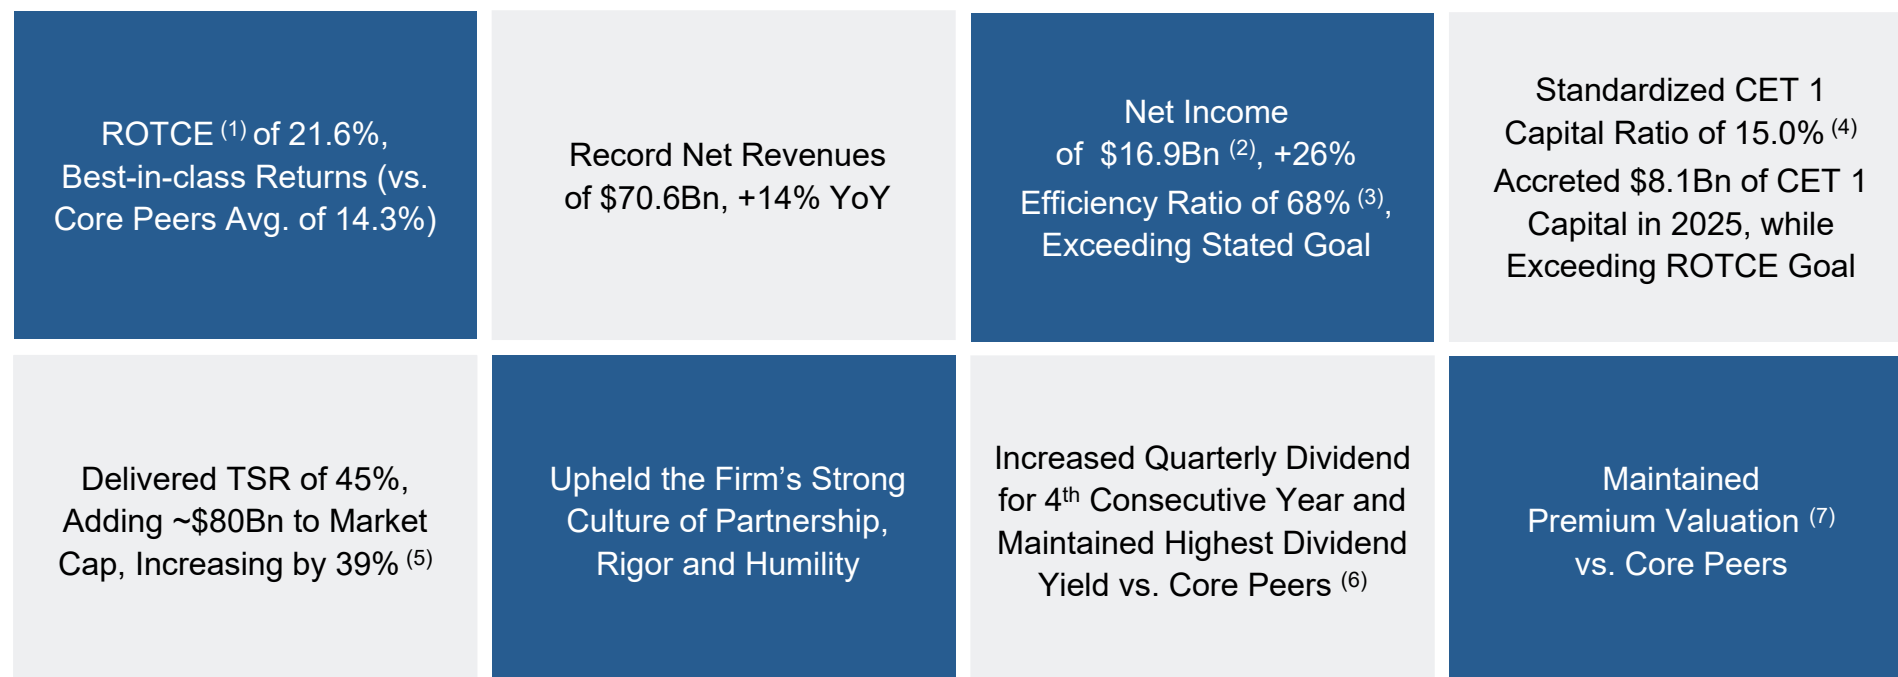 ROTCE (1) of 21.6%,
Best-in-class Returns (vs.
Core Peers Avg. of 14.3%)
Record Net Revenues
of $70.6Bn, +14% YoY
Net Income
of $16.9Bn (2), +26%
Efficiency Ratio of 68% (3),
Exceeding Stated Goal
Standardized CET 1
Capital Ratio of 15.0% (4)
Accreted $8.1Bn of CET 1
Capital in 2025, while
Exceeding ROTCE Goal
Delivered TSR of 45%,
Adding ~$80Bn to Market
Cap, Increasing by 39% (5)
Upheld the Firm’s Strong
Culture of Partnership,
Rigor and Humility
Increased Quarterly Dividend
for 4th Consecutive Year and
Maintained Highest Dividend
Yield vs. Core Peers (6)
Maintained
Premium Valuation (7)
vs. Core Peers